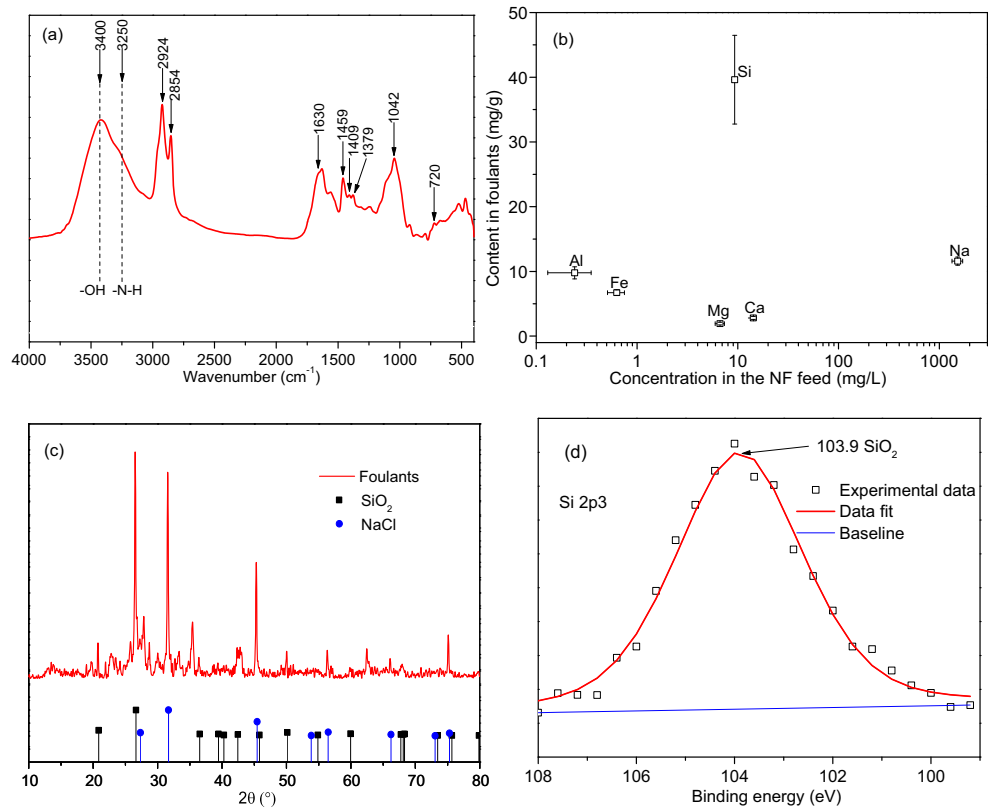 (a)
3400
3250
2924
2854
1630
1459
1409
1379
1042
720
-OH
-N-H
4000 3500 3000 2500 2000 1500 1000 500
Wavenumber (cm⁻¹)
(b)
50
40
30
20
10
0
Content in foulants (mg/g)
Si
Al
Fe
Mg
Ca
Na
0.1 1 10 100 1000
Concentration in the NF feed (mg/L)
(c)
Foulants
SiO₂
NaCl
10 20 30 40 50 60 70 80
2θ (°)
(d)
103.9 SiO₂
Si 2p3
Experimental data
Data fit
Baseline
108 106 104 102 100
Binding energy (eV)